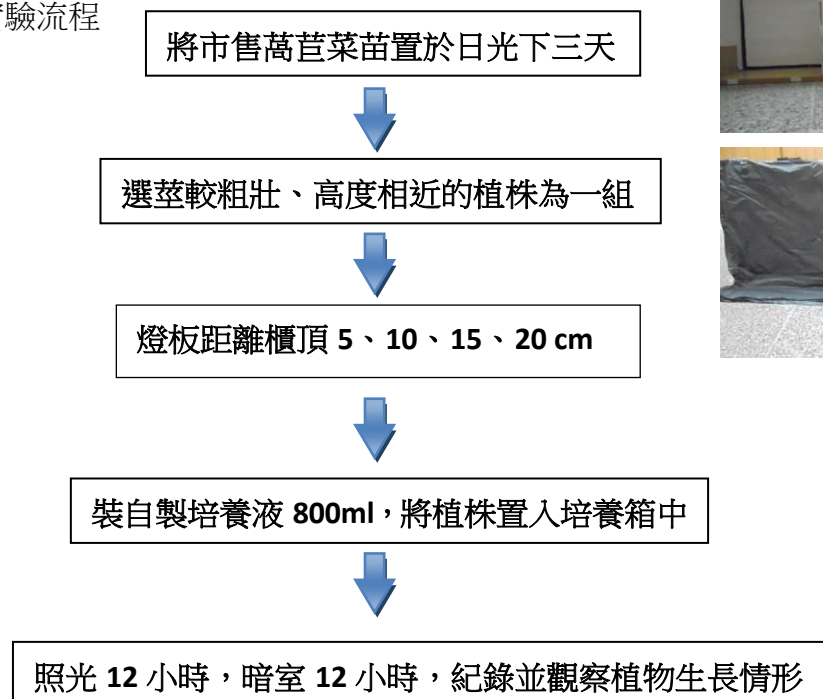 驗流程
將市售萵苣菜苗置於日光下三天
選莖較粗壯、高度相近的植株為一組
燈板距離櫃頂 5、10、15、20 cm
裝自製培養液 800ml，將植株置入培養箱中
照光 12 小時，暗室 12 小時，紀錄並觀察植物生長情形